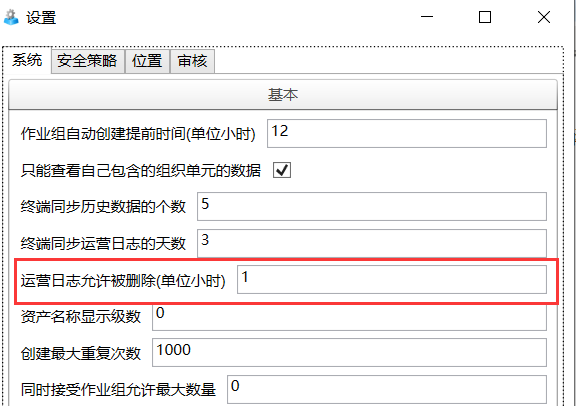 设置
系统 安全策略 位置 审核
基本
作业组自动创建提前时间(单位小时) 12
只能查看自己包含的组织单元的数据
终端同步历史数据的个数 5
终端同步运营日志的天数 3
运营日志允许被删除(单位小时) 1
资产名称显示级数 0
创建最大重复次数 1000
同时接受作业组允许最大数量 0